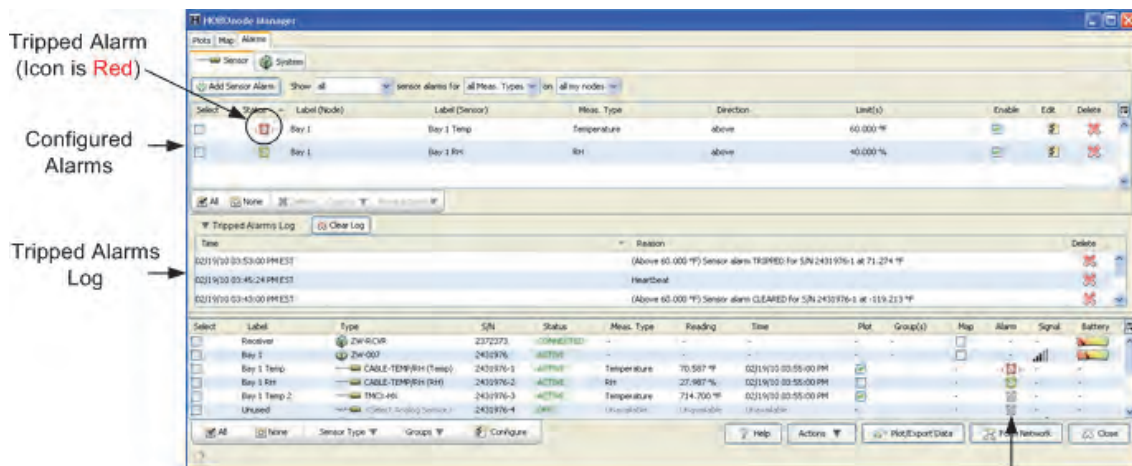 HOBOnode Manager
Plots Map Alarms
Tripped Alarm
(Icon is Red)
Sensor System
Add Sensor Alarm Show all sensor alarms for all Meas. Types on all my nodes
Select Status Label (Node) Label (Sensor) Meas. Type Direction Limit(s) Enable Edit Delete
Bay 1 Bay 1 Temp Temperature above 60.000 °F
Bay 1 Bay 1 RH RH above
Configured
Alarms
All None
Tripped Alarms Log Clear Log
Tripped Alarms
Log
Time Reason Delete
02/19/10 03:53:00 PM EST (Above 60.000 °F) Sensor alarm TRIPPED for S/N 2431976-1 at 71.274 °F
02/19/10 03:45:24 PM EST Heartbeat
02/19/10 03:43:00 PM EST (Above 60.000 °F) Sensor alarm CLEARED for S/N 2431976-1 at -119.213 °F
Select Label Type S/N Status Meas. Type Reading Time Plot Group(s) Map Alarm Signal Battery
Receiver ZW-RCVR 2372373 CONNECTED - - - - -
Bay 1 ZW-007 2431976 ACTIVE - - - - -
Bay 1 Temp CABLE-TEMP/RH (Temp) 2431976-1 ACTIVE Temperature 70.587 °F 02/19/10 03:55:00 PM - - -
Bay 1 RH CABLE-TEMP/RH (RH) 2431976-2 ACTIVE RH 27.987 % 02/19/10 03:55:00 PM - - -
Bay 1 Temp 2 TMCx-HD 2431976-3 ACTIVE Temperature 714.700 °F 02/19/10 03:55:00 PM - - -
Unused <Select Analog Sensor> 2431976-4 OFF Unavailable Unavailable Unavailable - - -
All None Sensor Type Groups Configure Help Actions Plot/Export Data Form Network Close